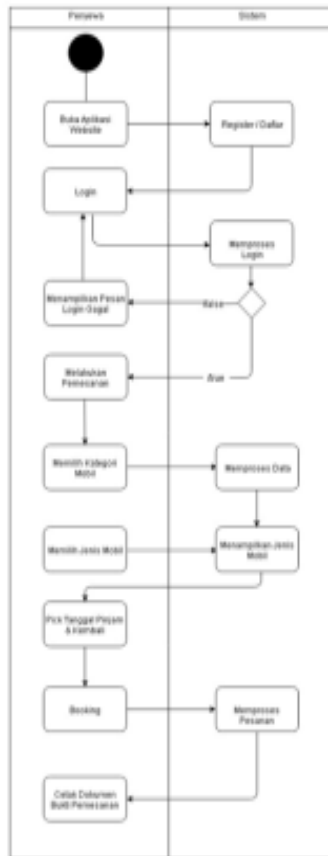 Penyewa
Sistem
Buka Aplikasi
Website
Register / Daftar
Login
Memproses
Login
Menampilkan Pesan
Login Gagal
False
Melakukan
Pemesanan
True
Memilih Kategori
Mobil
Memproses Data
Memilih Jenis Mobil
Menampilkan Jenis
Mobil
Pick Tanggal Pinjam
& Kembali
Booking
Memproses
Pesanan
Cetak Dokumen
Bukti Pemesanan